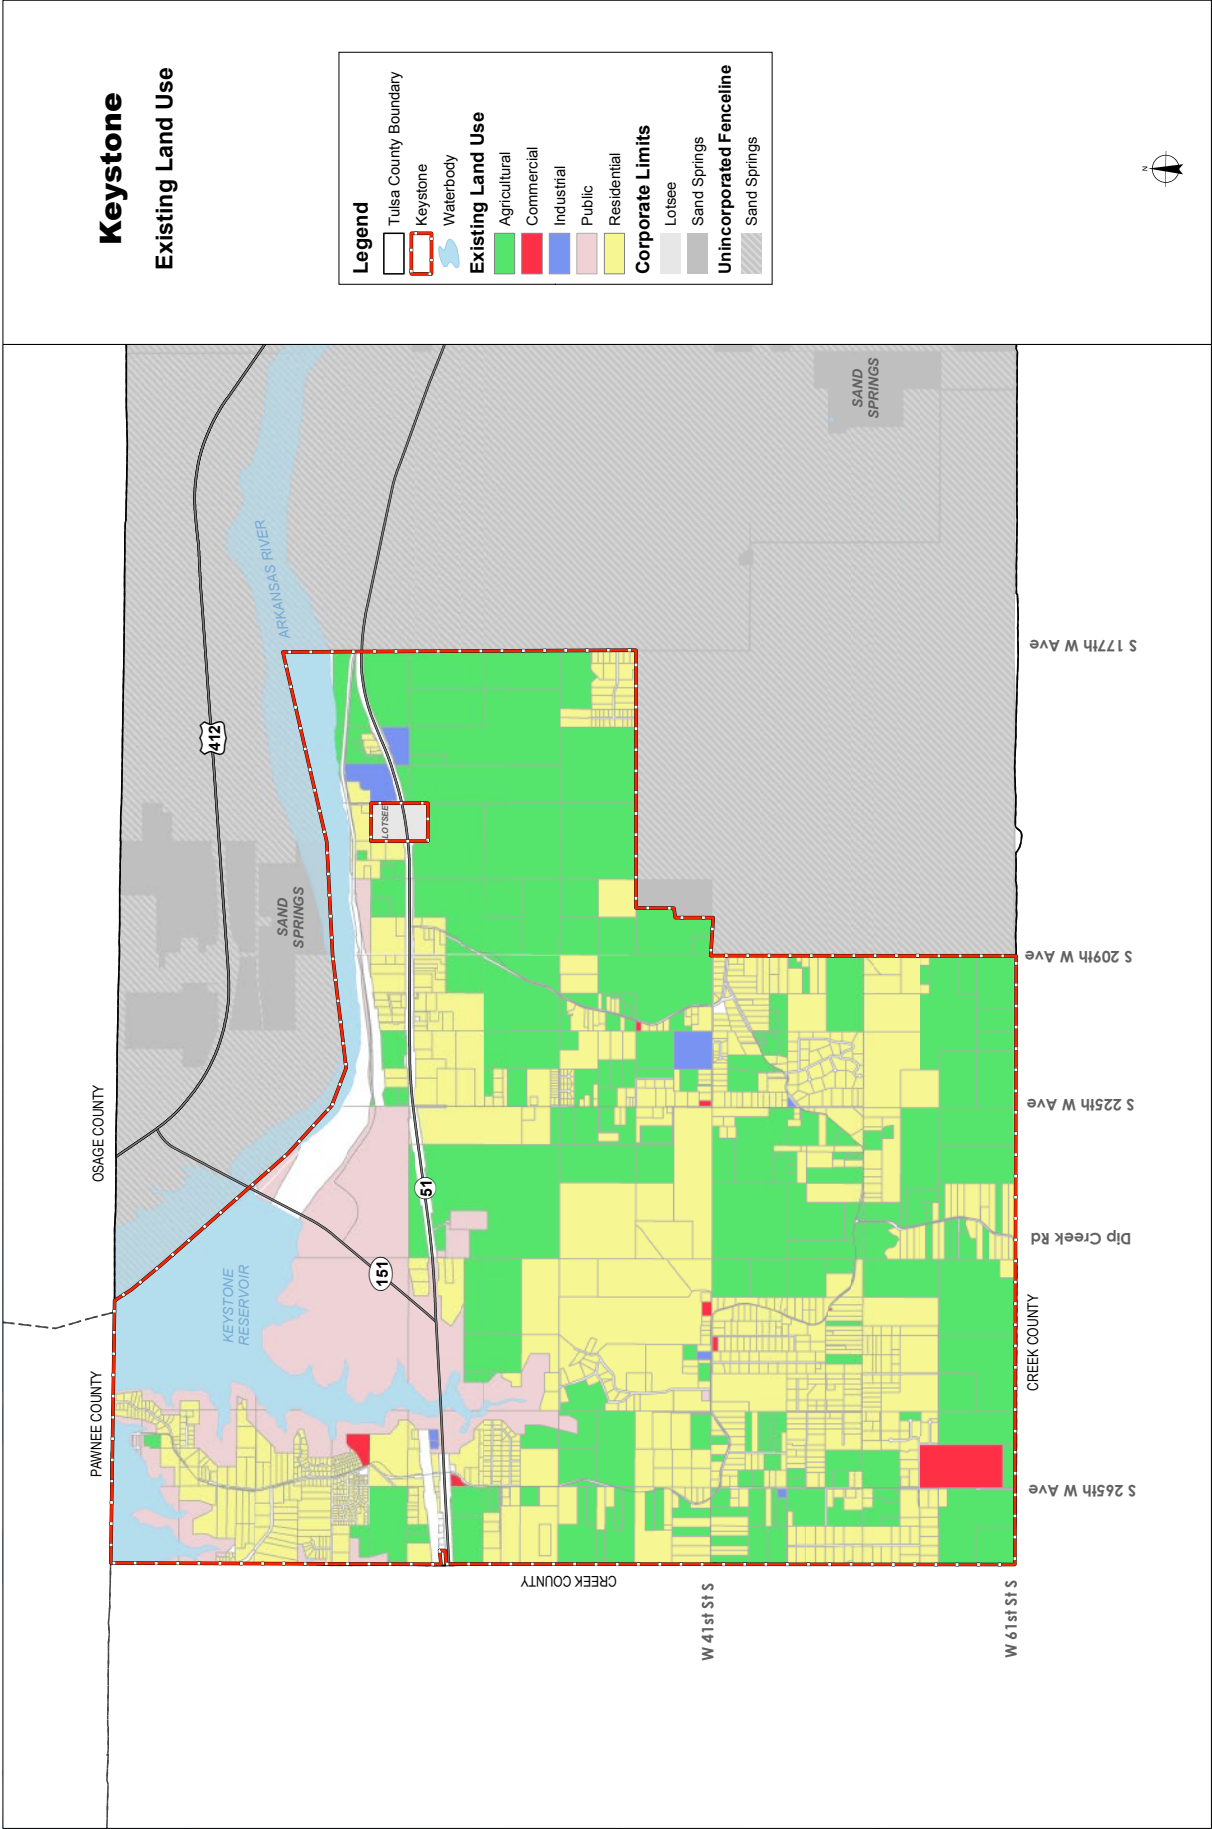 Keystone
Existing Land Use
Legend
Tulsa County Boundary
Keystone
Waterbody
Existing Land Use
Agricultural
Commercial
Industrial
Public
Residential
Corporate Limits
Lotsee
Sand Springs
Unincorporated Fenceline
Sand Springs
N
PAWNEE COUNTY
OSAGE COUNTY
412
ARKANSAS RIVER
SAND
SPRINGS
KEYSTONE
RESERVOIR
151
51
LOTSEE
SAND
SPRINGS
CREEK COUNTY
CREEK COUNTY
W 41st St S
W 61st St S
S 265th W Ave
Dip Creek Rd
S 225th W Ave
S 209th W Ave
S 177th W Ave